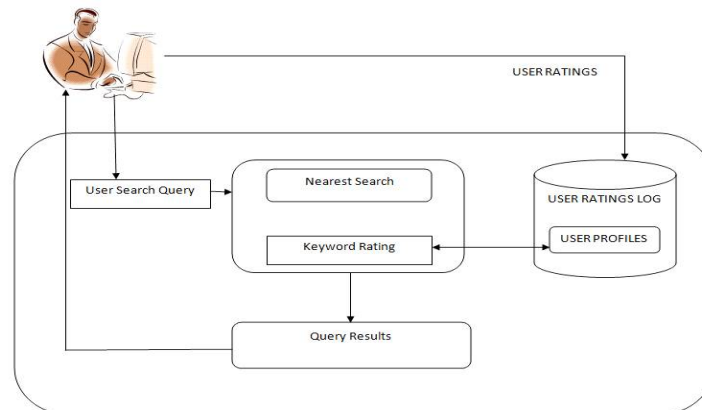 USER RATINGS
Nearest Search
User Search Query
USER RATINGS LOG
Keyword Rating
USER PROFILES
Query Results